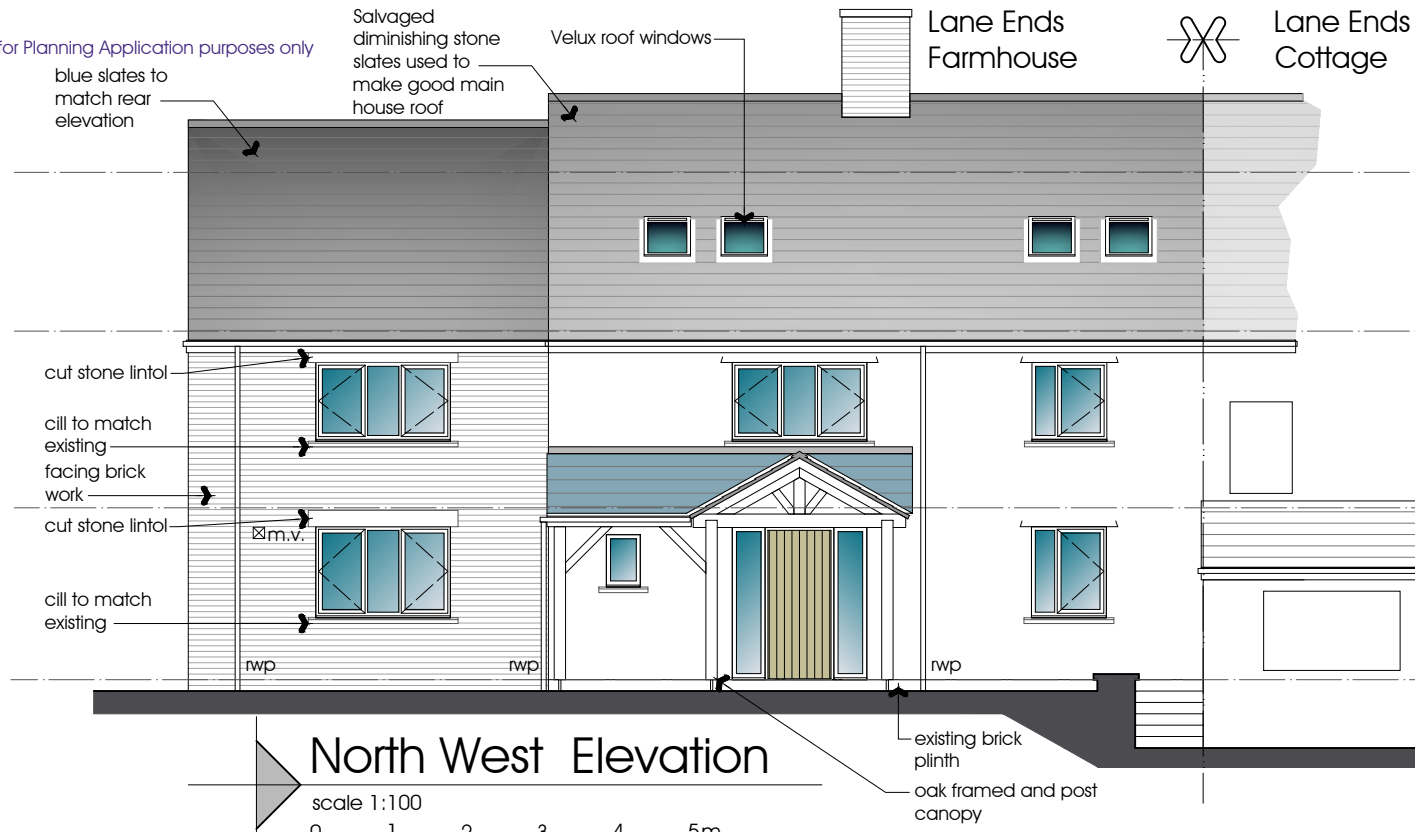 for Planning Application purposes only
blue slates to
match rear
elevation
Salvaged
diminishing stone
slates used to
make good main
house roof
Velux roof windows
Lane Ends
Farmhouse
Lane Ends
Cottage
cut stone lintol
cill to match
existing
facing brick
work
cut stone lintol
m.v.
cill to match
existing
rwp
rwp
rwp
existing brick
plinth
oak framed and post
canopy
North West Elevation
scale 1:100
0 1 2 3 4 5m